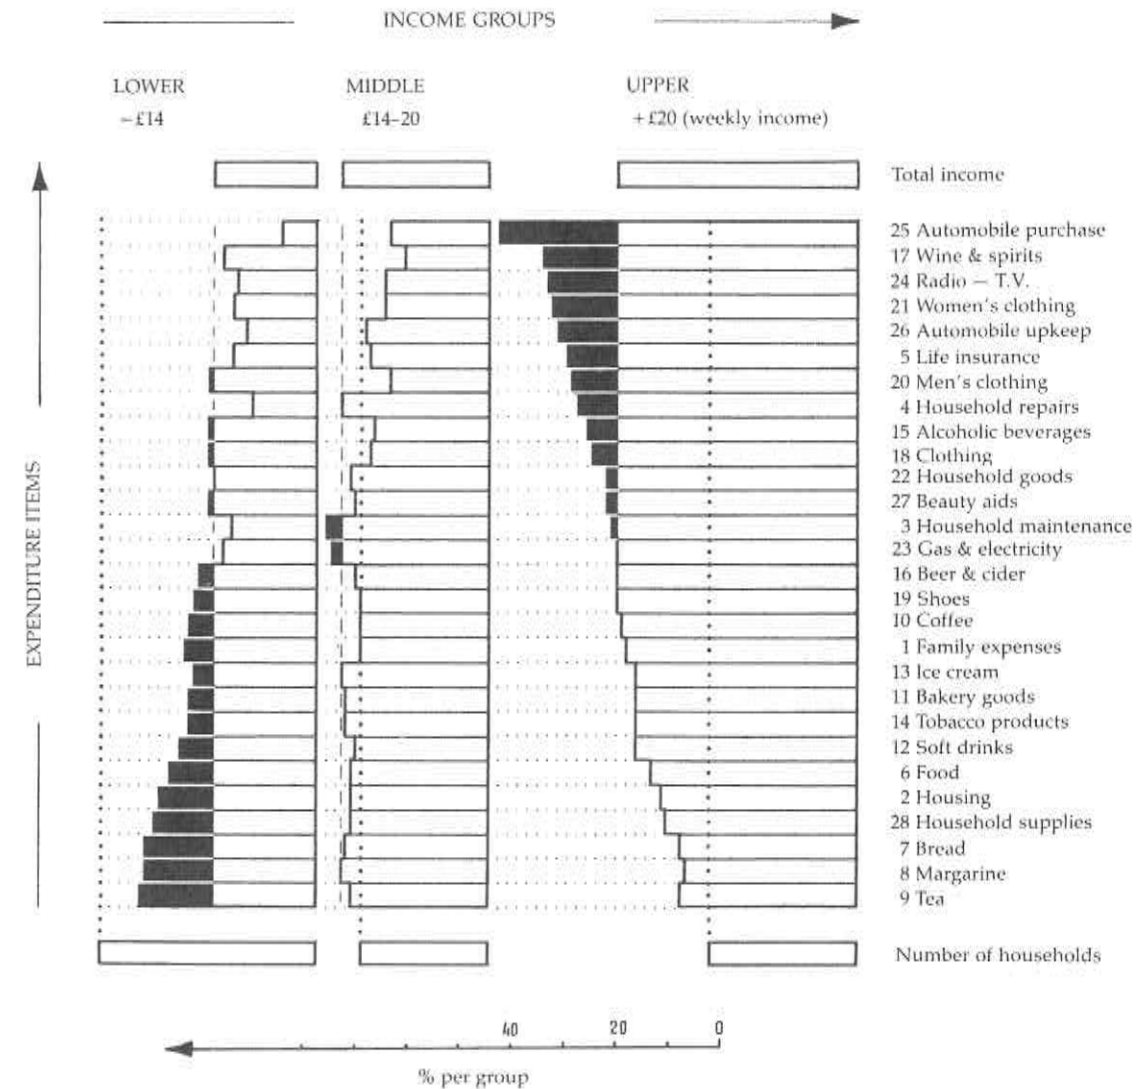 INCOME GROUPS
LOWER
MIDDLE
UPPER
– £14
£14–20
+ £20 (weekly income)
Total income
25 Automobile purchase
17 Wine & spirits
24 Radio — T.V.
21 Women's clothing
26 Automobile upkeep
5 Life insurance
20 Men's clothing
4 Household repairs
15 Alcoholic beverages
18 Clothing
22 Household goods
27 Beauty aids
3 Household maintenance
23 Gas & electricity
16 Beer & cider
19 Shoes
10 Coffee
1 Family expenses
13 Ice cream
11 Bakery goods
14 Tobacco products
12 Soft drinks
6 Food
2 Housing
28 Household supplies
7 Bread
8 Margarine
9 Tea
EXPENDITURE ITEMS
Number of households
40 20 0
% per group